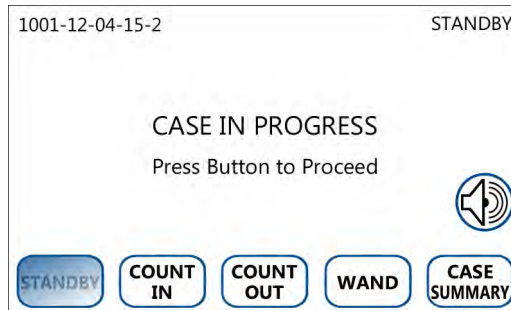 1001-12-04-15-2
STANDBY
CASE IN PROGRESS
Press Button to Proceed
STANDBY
COUNT
IN
COUNT
OUT
WAND
CASE
SUMMARY